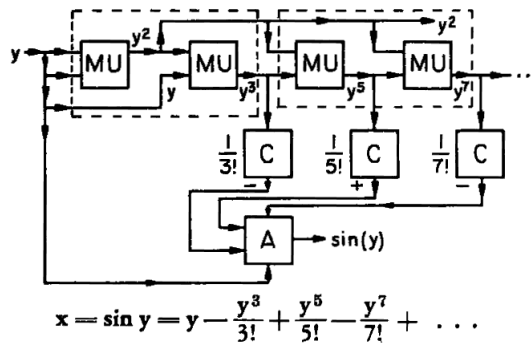 y² y²
y MU MU MU MU ...
y y³ y⁵ y⁷
1/3! C 1/5! C 1/7! C
− + −
A sin(y)
x = sin y = y − y³/3! + y⁵/5! − y⁷/7! + . . .